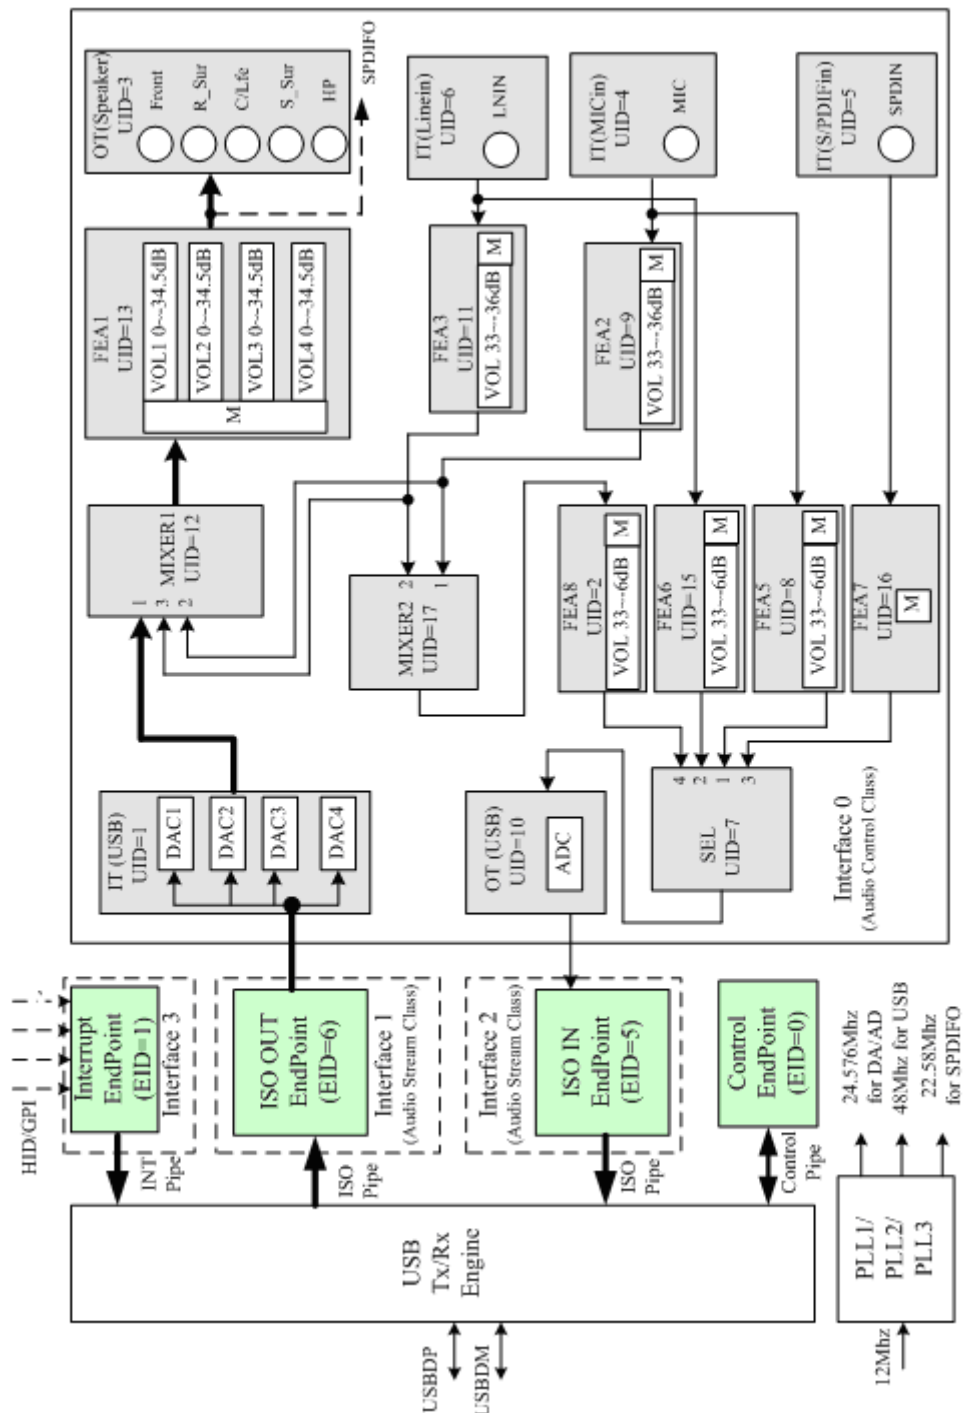 HID/GPI
Interrupt
EndPoint
(EID=1)
Interface 3
INT
Pipe
ISO OUT
EndPoint
(EID=6)
Interface 1
(Audio Stream Class)
ISO
Pipe
Interface 2
(Audio Stream Class)
ISO IN
EndPoint
(EID=5)
ISO
Pipe
Control
EndPoint
(EID=0)
Control
Pipe
USB
Tx/Rx
Engine
USBDP
USBDM
12Mhz
PLL1/
PLL2/
PLL3
24.576Mhz
for DA/AD
48Mhz for USB
22.58Mhz
for SPDIFO
IT (USB)
UID=1
DAC1
DAC2
DAC3
DAC4
OT (USB)
UID=10
ADC
SEL
UID=7
4
2
1
3
Interface 0
(Audio Control Class)
1
3
2
MIXER1
UID=12
MIXER2
UID=17
2
1
FEA8
UID=2
VOL 33~-6dB
M
FEA6
UID=15
VOL 33~-6dB
M
FEA5
UID=8
VOL 33~-6dB
M
FEA7
UID=16
M
FEA1
UID=13
M
VOL1 0~-34.5dB
VOL2 0~-34.5dB
VOL3 0~-34.5dB
VOL4 0~-34.5dB
FEA3
UID=11
VOL 33~-36dB
M
FEA2
UID=9
VOL 33~-36dB
M
OT(Speaker)
UID=3
Front
R_Sur
C/Lfe
S_Sur
HP
SPDIFO
IT(Linein)
UID=6
LNIN
IT(MICin)
UID=4
MIC
IT(S/PDIFin)
UID=5
SPDIN